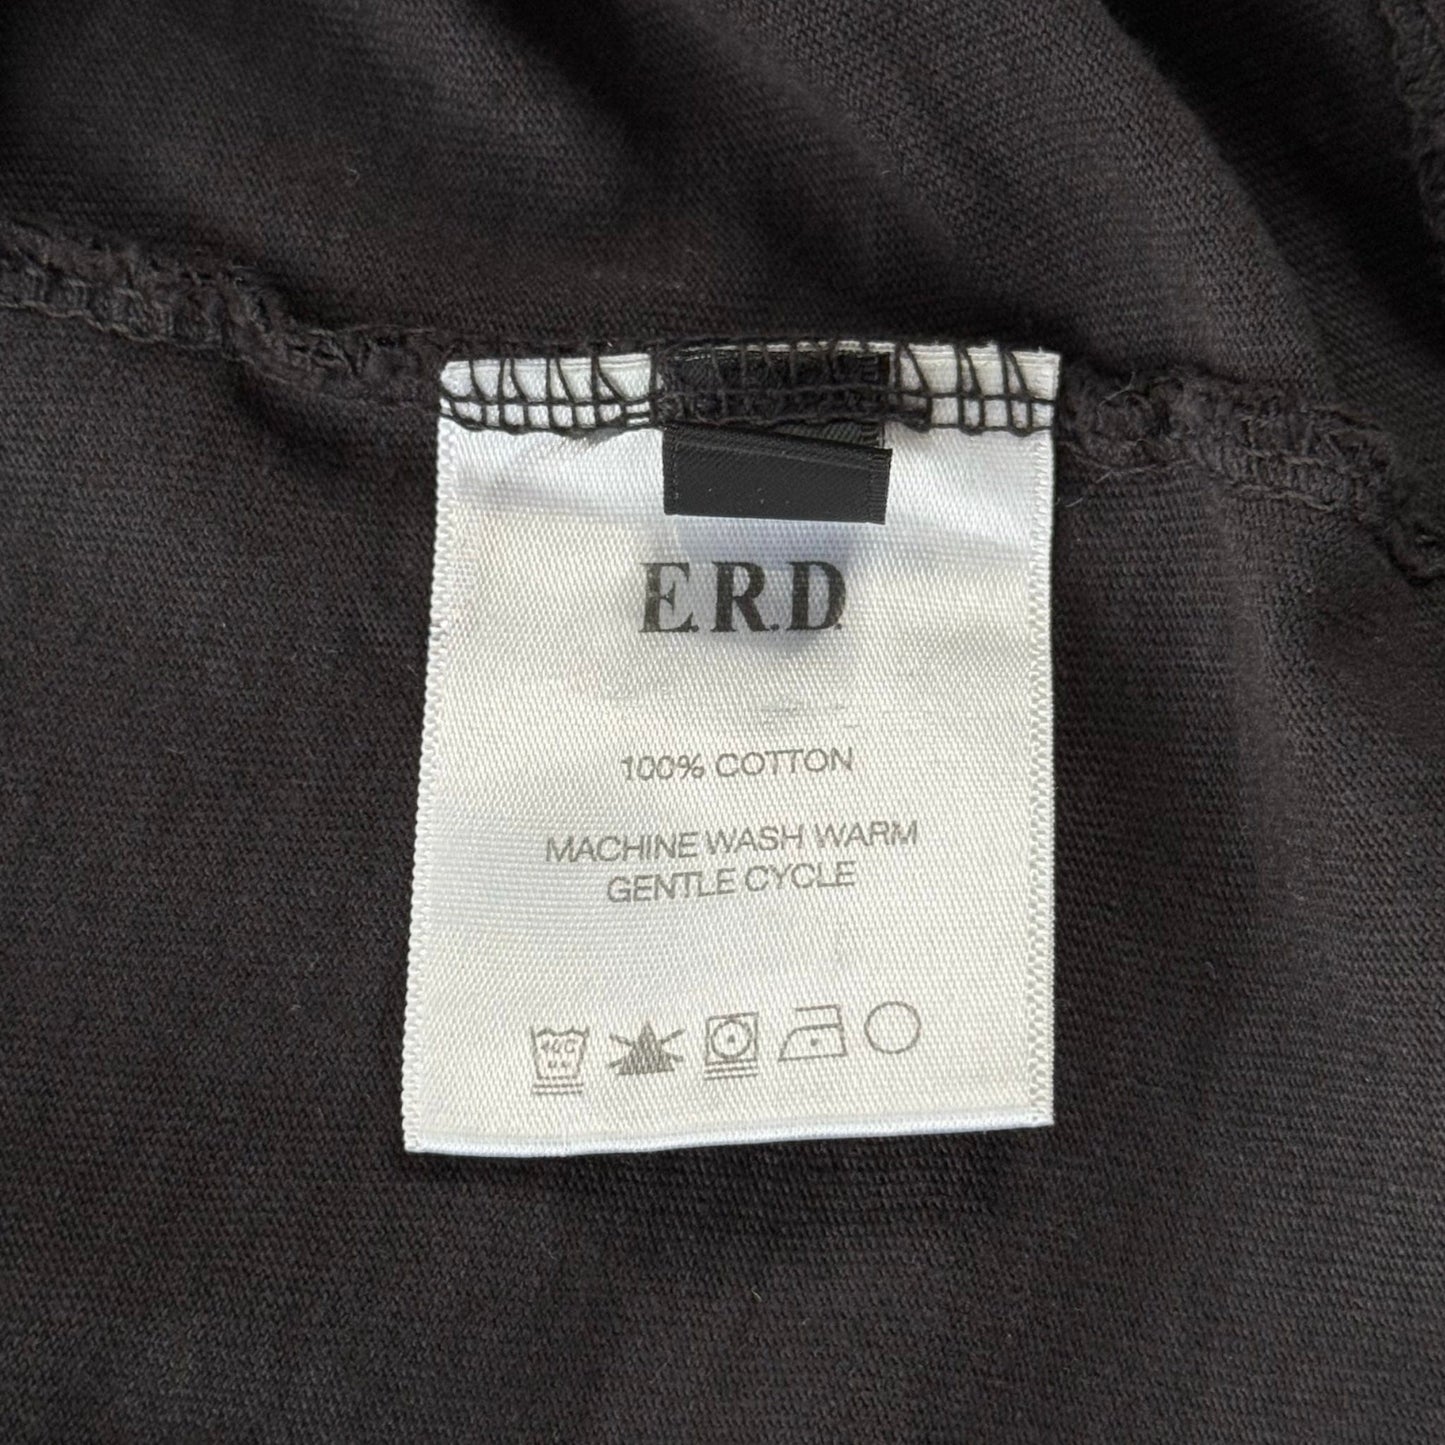 E.R.D.
100% COTTON
MACHINE WASH WARM
GENTLE CYCLE